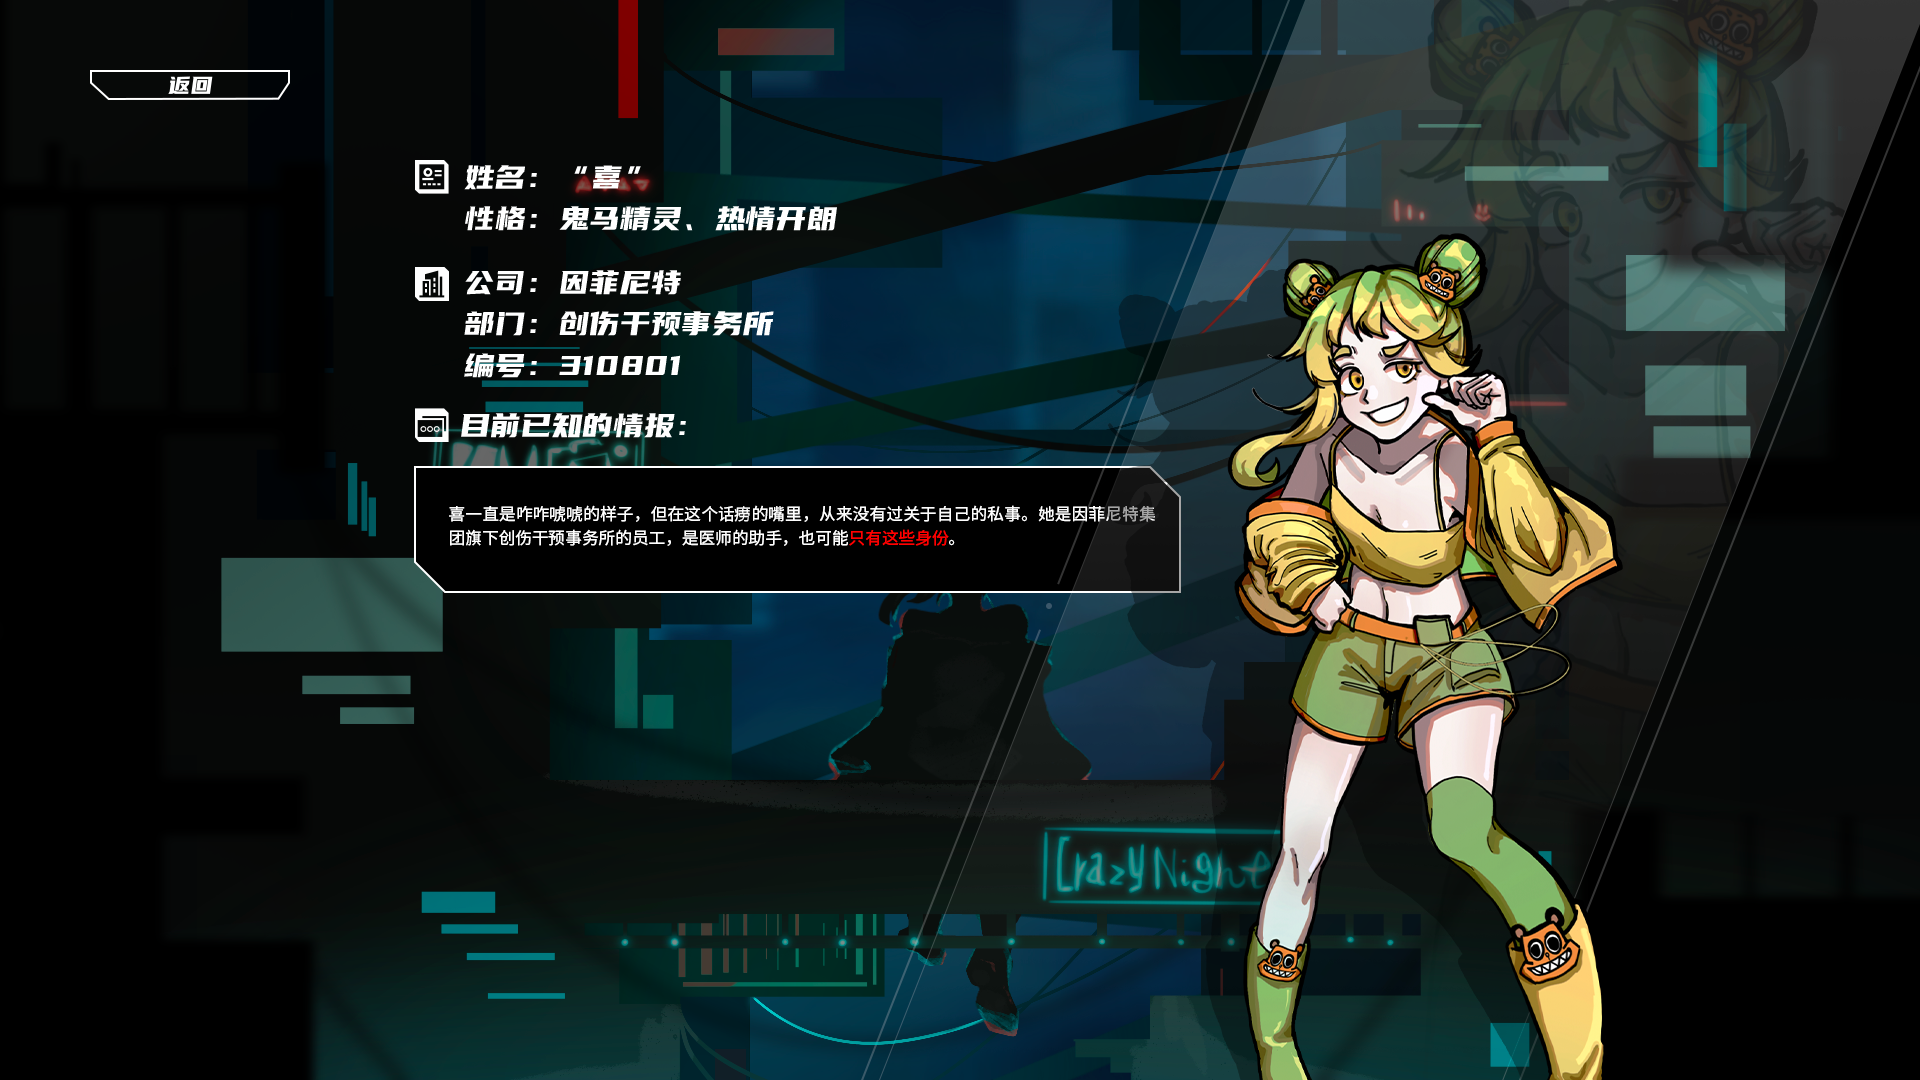 返回
姓名：“喜”
性格：鬼马精灵、热情开朗
公司：因菲尼特
部门：创伤干预事务所
编号：310801
目前已知的情报：
喜一直是咋咋唬唬的样子，但在这个话痨的嘴里，从来没有过关于自己的私事。她是因菲尼特集
团旗下创伤干预事务所的员工，是医师的助手，也可能只有这些身份。
CrazyNight